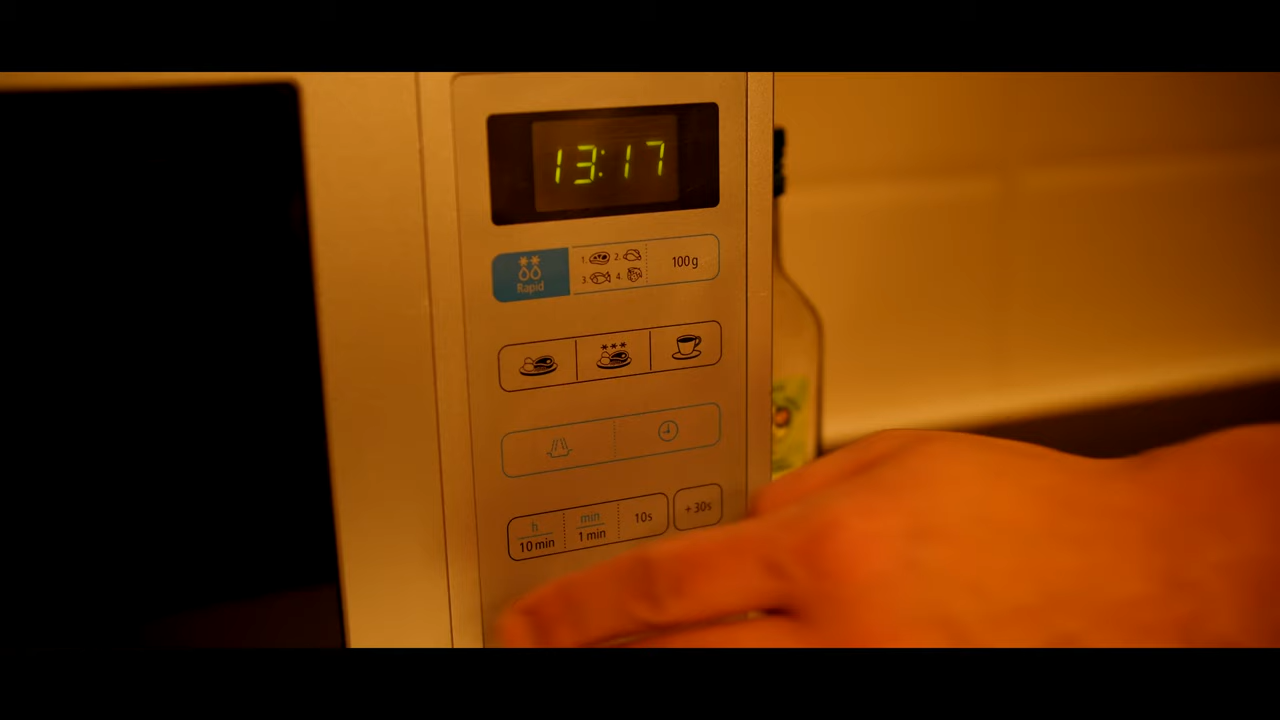 13:17
Rapid
1. 2.
3. 4.
100g
h min
10 min 1 min 10s +30s